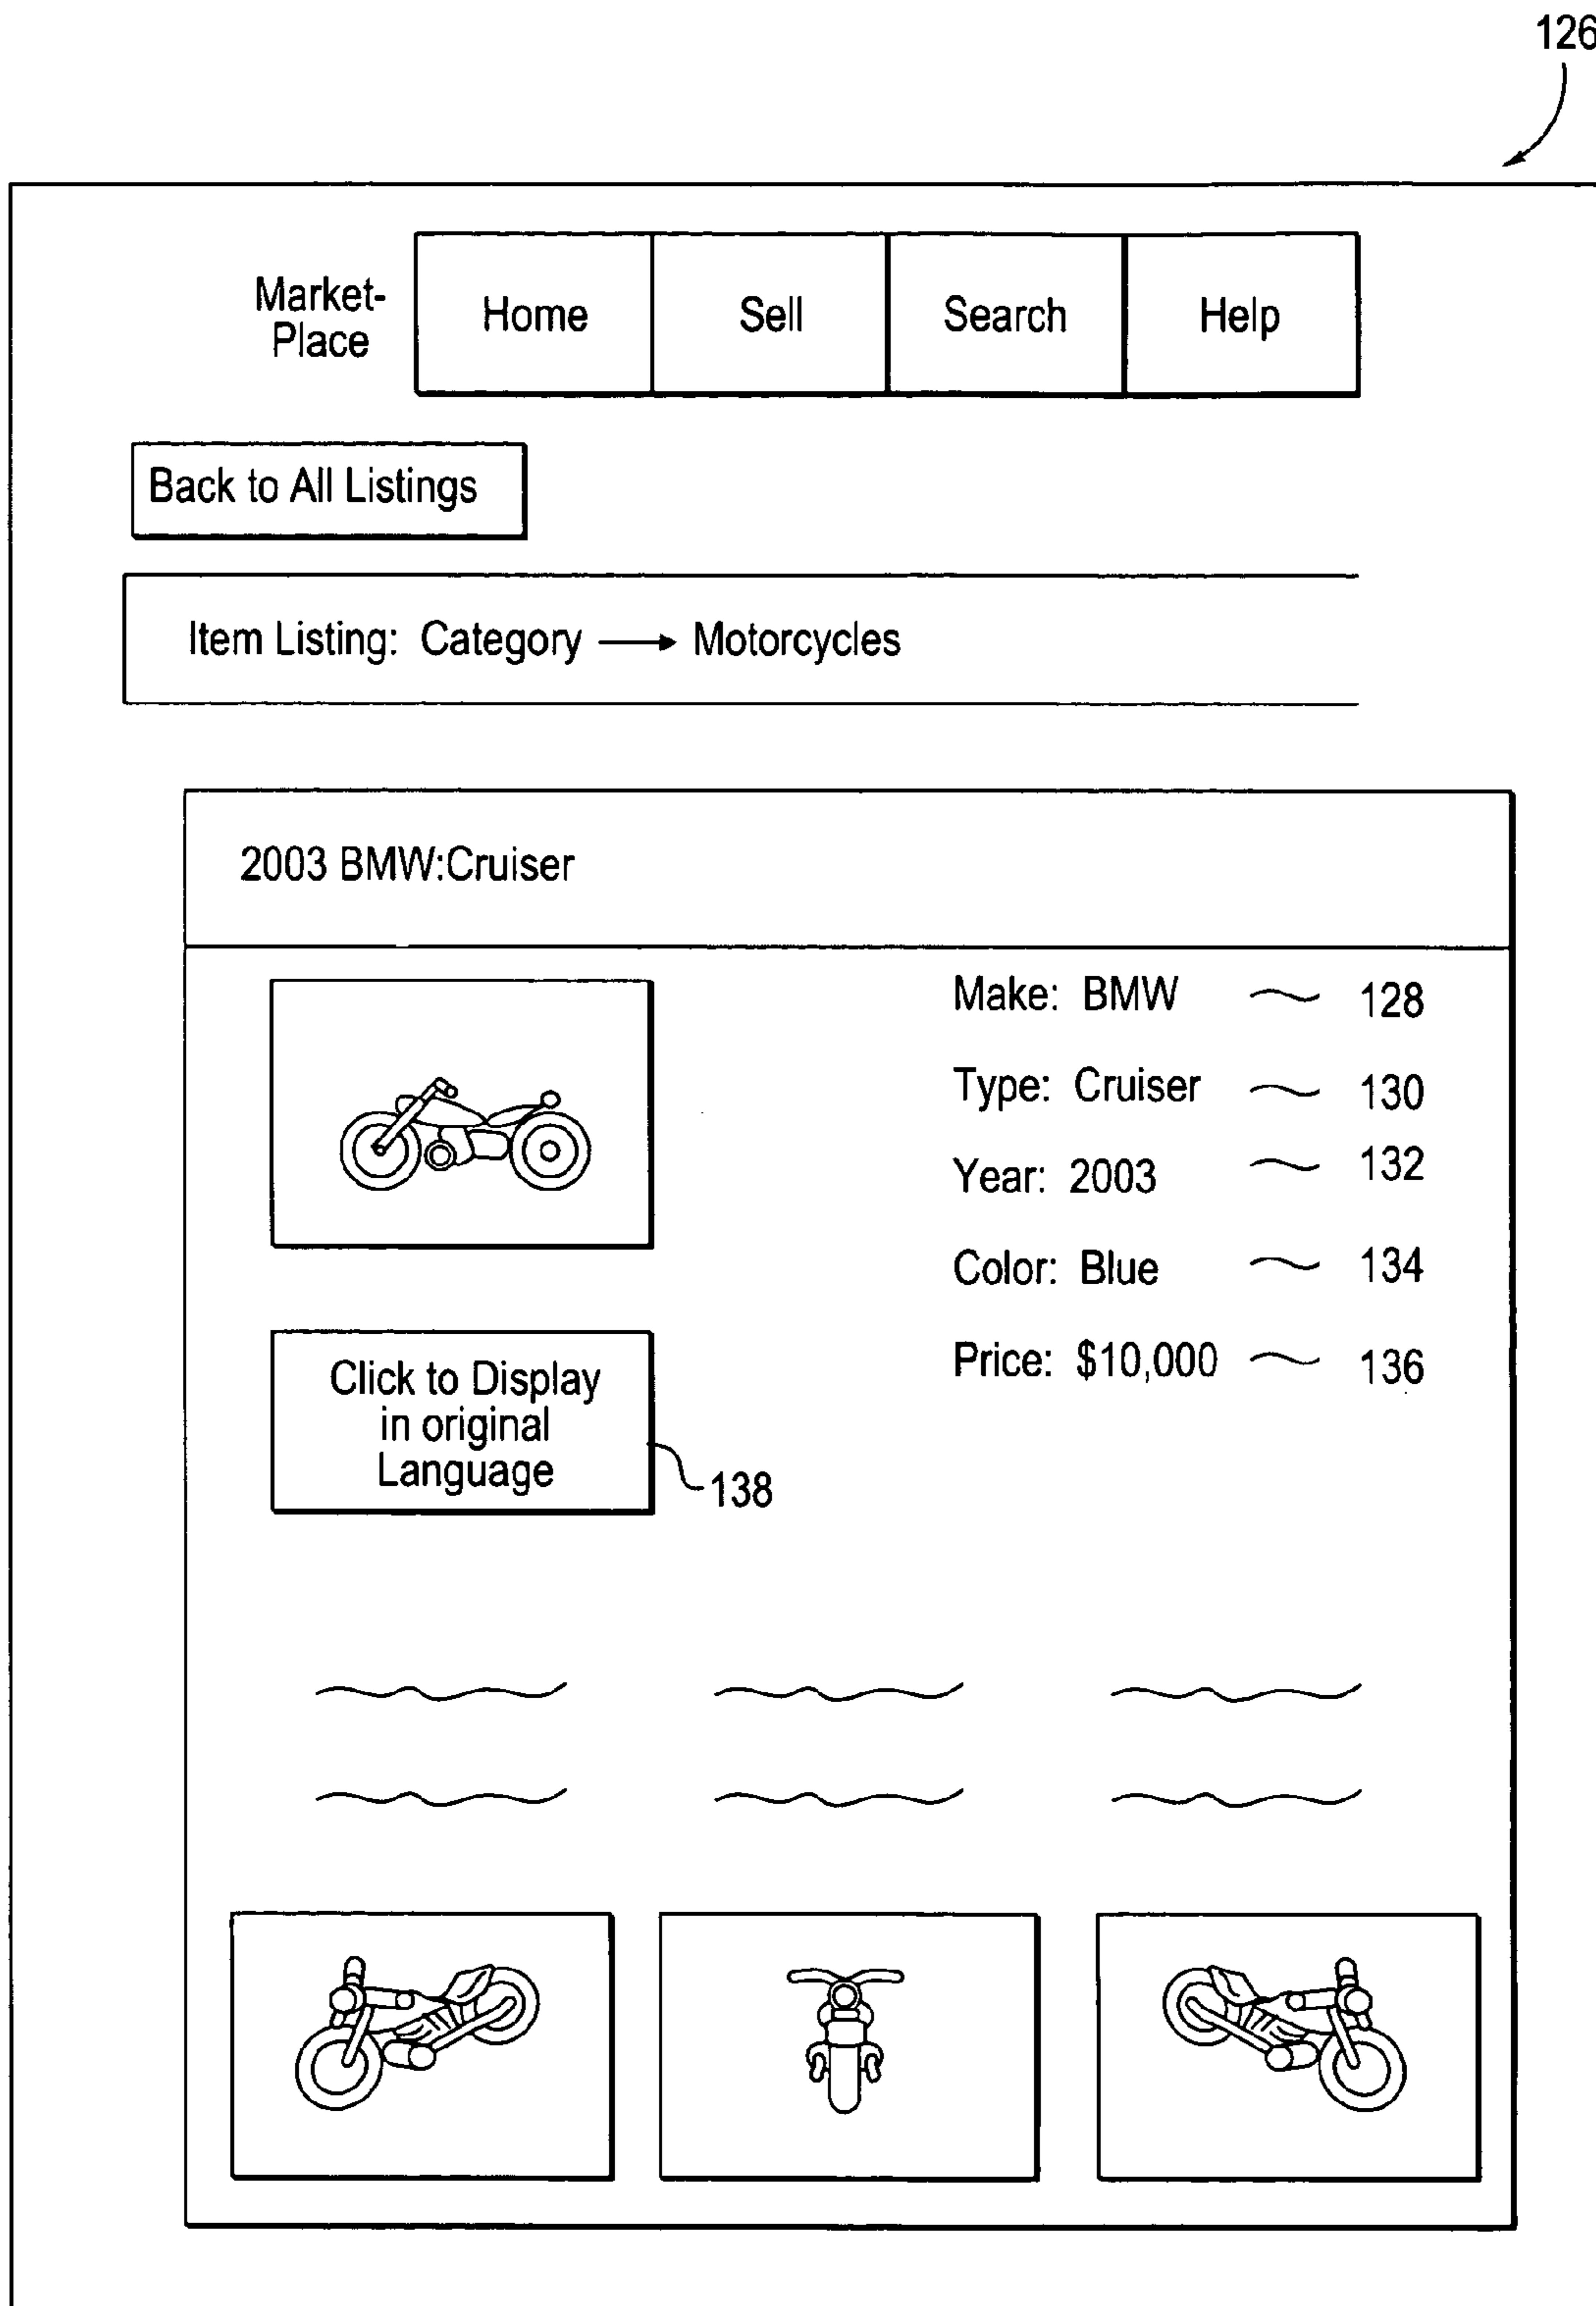 126
Market-
Place
Home
Sell
Search
Help
Back to All Listings
Item Listing: Category → Motorcycles
2003 BMW:Cruiser
Make: BMW 128
Type: Cruiser 130
Year: 2003 132
Color: Blue 134
Price: $10,000 136
Click to Display
in original
Language
138